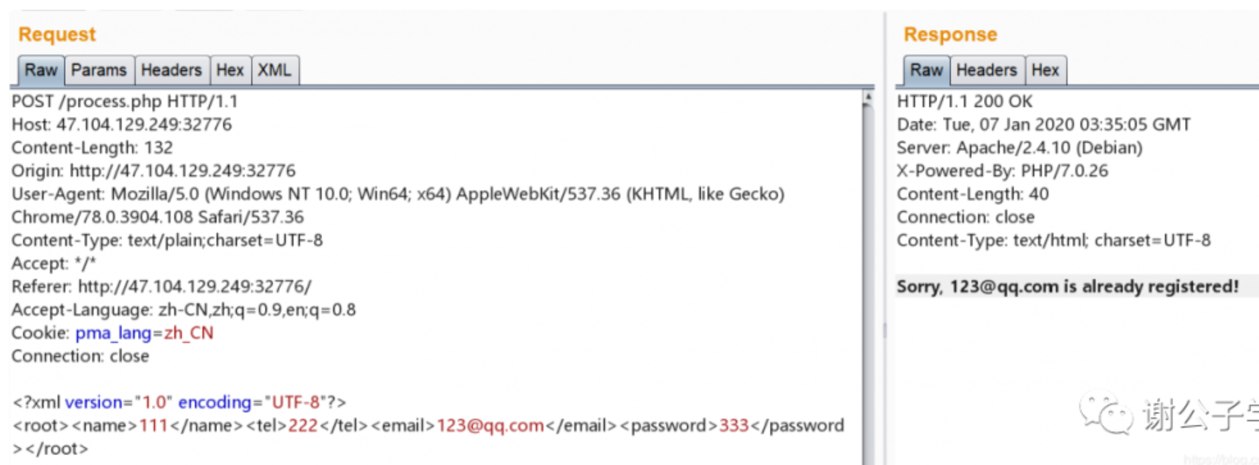 Request
Raw Params Headers Hex XML
POST /process.php HTTP/1.1
Host: 47.104.129.249:32776
Content-Length: 132
Origin: http://47.104.129.249:32776
User-Agent: Mozilla/5.0 (Windows NT 10.0; Win64; x64) AppleWebKit/537.36 (KHTML, like Gecko)
Chrome/78.0.3904.108 Safari/537.36
Content-Type: text/plain;charset=UTF-8
Accept: */*
Referer: http://47.104.129.249:32776/
Accept-Language: zh-CN,zh;q=0.9,en;q=0.8
Cookie: pma_lang=zh_CN
Connection: close
<?xml version="1.0" encoding="UTF-8"?>
<root><name>111</name><tel>222</tel><email>123@qq.com</email><password>333</password
></root>
Response
Raw Headers Hex
HTTP/1.1 200 OK
Date: Tue, 07 Jan 2020 03:35:05 GMT
Server: Apache/2.4.10 (Debian)
X-Powered-By: PHP/7.0.26
Content-Length: 40
Connection: close
Content-Type: text/html; charset=UTF-8
Sorry, 123@qq.com is already registered!
谢公子学